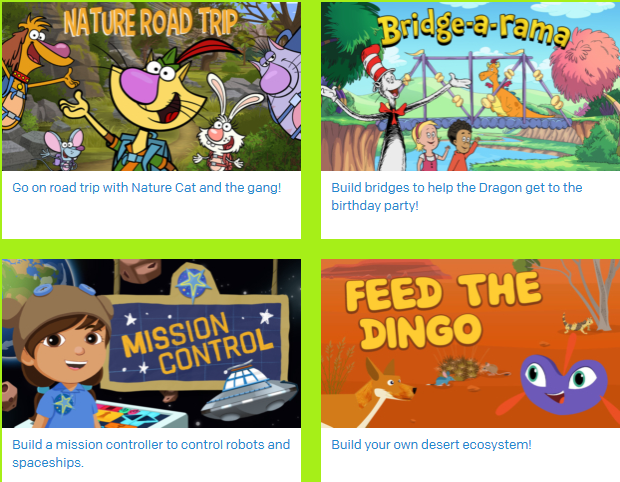 NATURE ROAD TRIP
Go on road trip with Nature Cat and the gang!
Bridge-a-rama
Build bridges to help the Dragon get to the
birthday party!
MISSION
CONTROL
Build a mission controller to control robots and
spaceships.
FEED THE
DINGO
Build your own desert ecosystem!